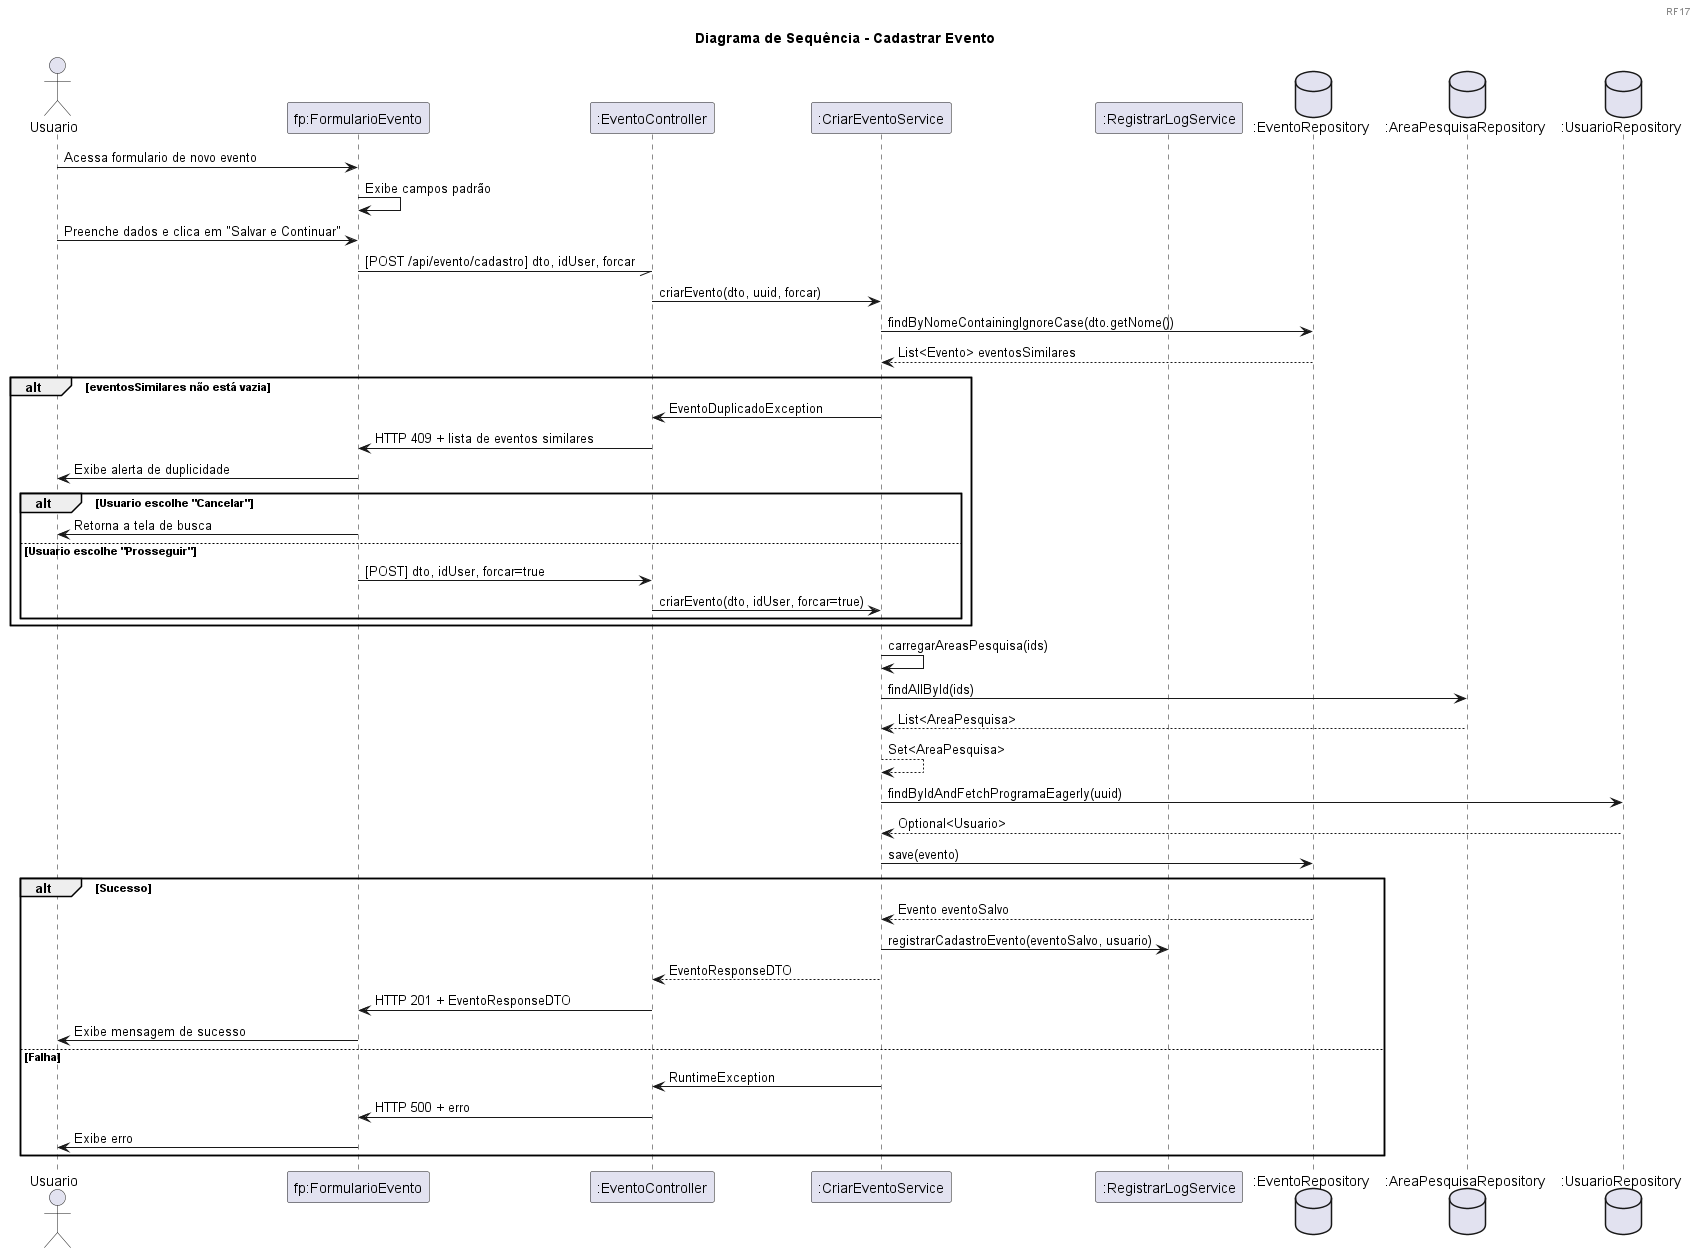 RF17
Diagrama de Sequência - Cadastrar Evento
Usuario
fp:FormularioEvento
:EventoController
:CriarEventoService
:RegistrarLogService
:EventoRepository
:AreaPesquisaRepository
:UsuarioRepository
Acessa formulario de novo evento
Exibe campos padrão
Preenche dados e clica em "Salvar e Continuar"
[POST /api/evento/cadastro] dto, idUser, forcar
criarEvento(dto, uuid, forcar)
findByNomeContainingIgnoreCase(dto.getNome())
List<Evento> eventosSimilares
alt [eventosSimilares não está vazia]
EventoDuplicadoException
HTTP 409 + lista de eventos similares
Exibe alerta de duplicidade
alt [Usuario escolhe "Cancelar"]
Retorna a tela de busca
[Usuario escolhe "Prosseguir"]
[POST] dto, idUser, forcar=true
criarEvento(dto, idUser, forcar=true)
carregarAreasPesquisa(ids)
findAllById(ids)
List<AreaPesquisa>
Set<AreaPesquisa>
findByIdAndFetchProgramaEagerly(uuid)
Optional<Usuario>
save(evento)
alt [Sucesso]
Evento eventoSalvo
registrarCadastroEvento(eventoSalvo, usuario)
EventoResponseDTO
HTTP 201 + EventoResponseDTO
Exibe mensagem de sucesso
[Falha]
RuntimeException
HTTP 500 + erro
Exibe erro
Usuario
fp:FormularioEvento
:EventoController
:CriarEventoService
:RegistrarLogService
:EventoRepository
:AreaPesquisaRepository
:UsuarioRepository